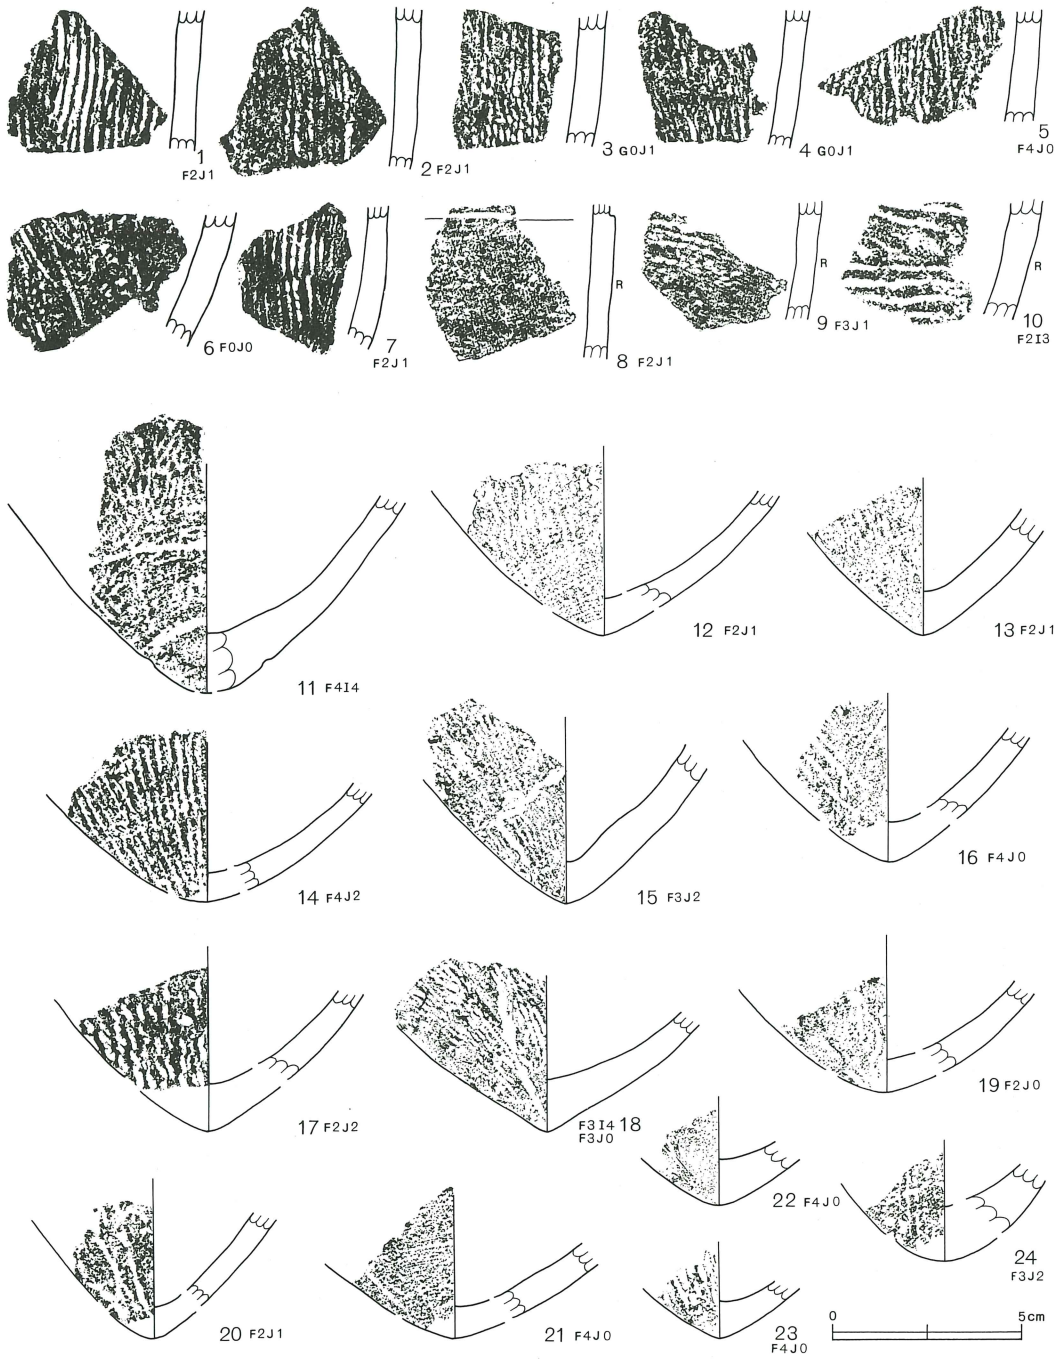 1
F2J1
2 F2J1
3 G0J1
4 G0J1
5
F4J0
6 F0J0
7
F2J1
R
8 F2J1
R
9 F3J1
R
10
F2I3
11 F4I4
12 F2J1
13 F2J1
14 F4J2
15 F3J2
16 F4J0
17 F2J2
F3I4 18
F3J0
19 F2J0
20 F2J1
21 F4J0
22 F4J0
23
F4J0
24
F3J2
0 5cm